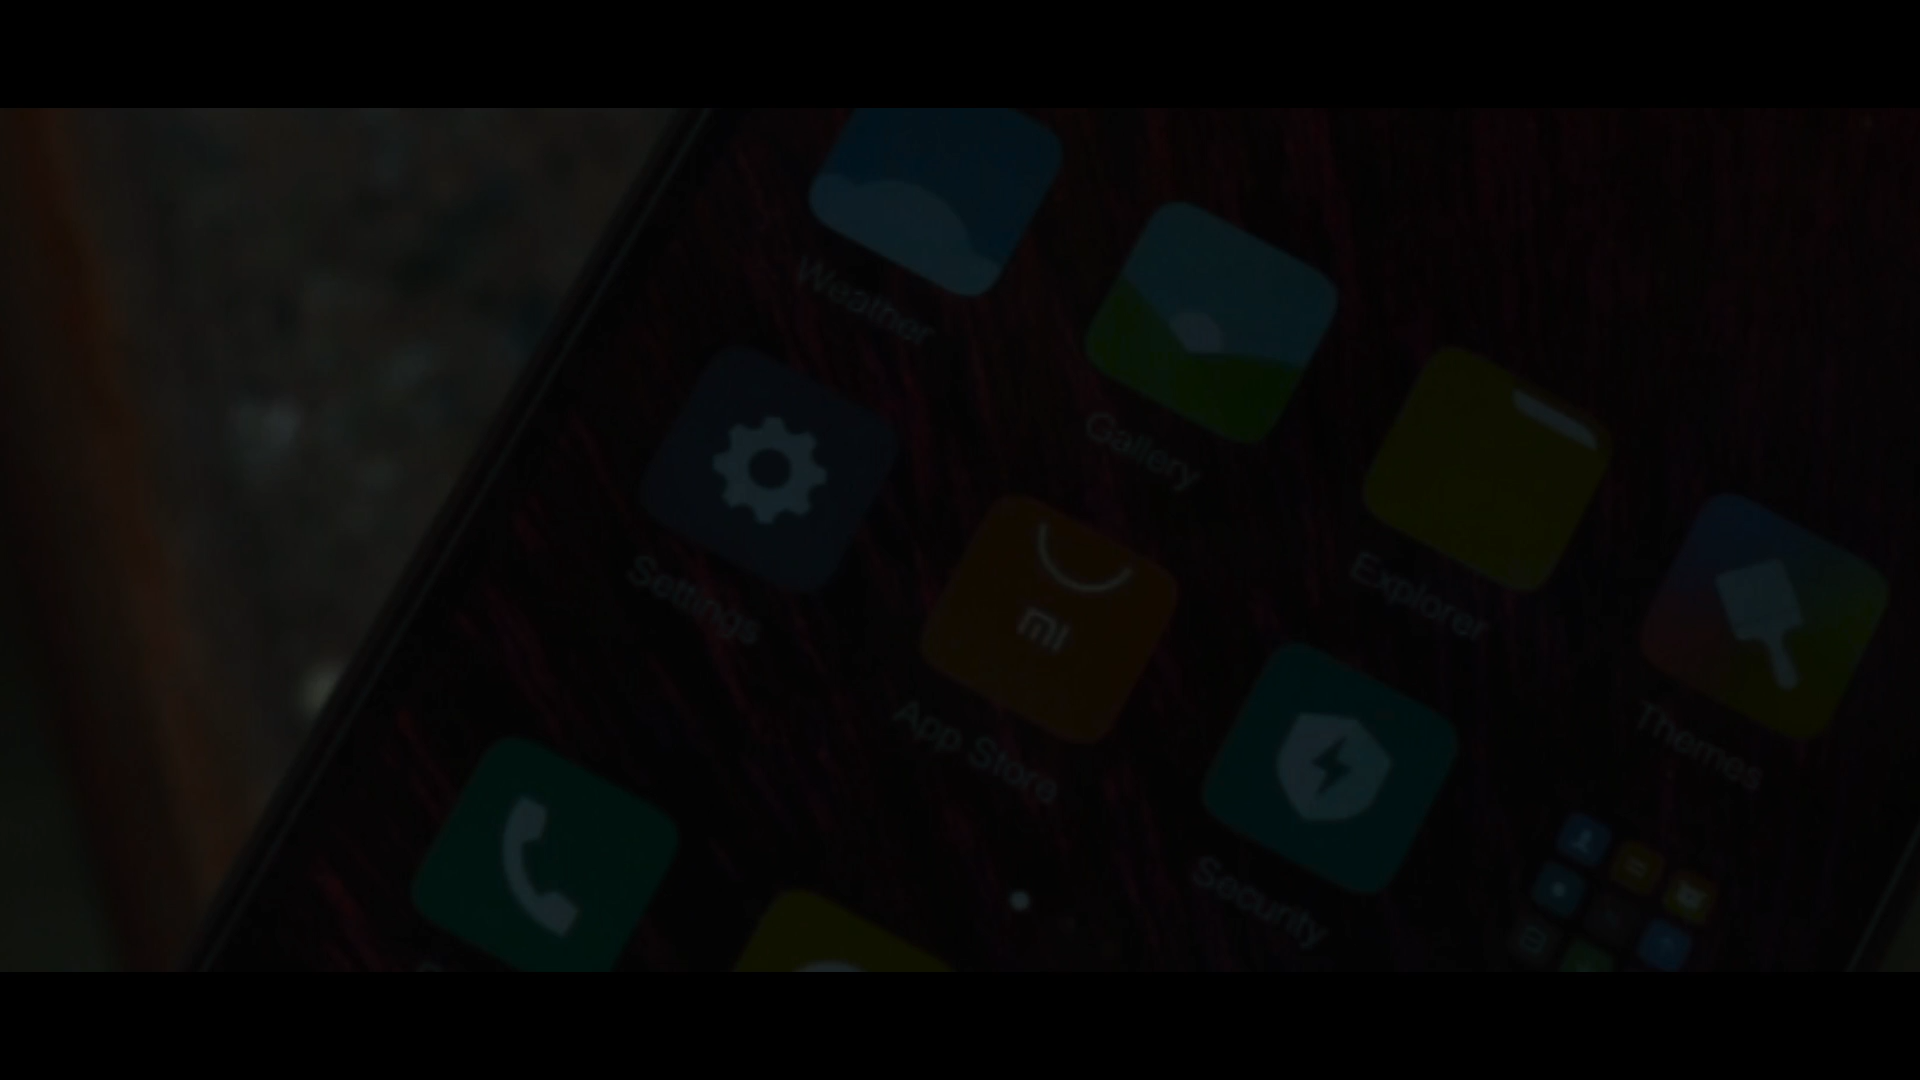 Weather
Gallery
Explorer
Themes
Settings
App Store
mi
Security